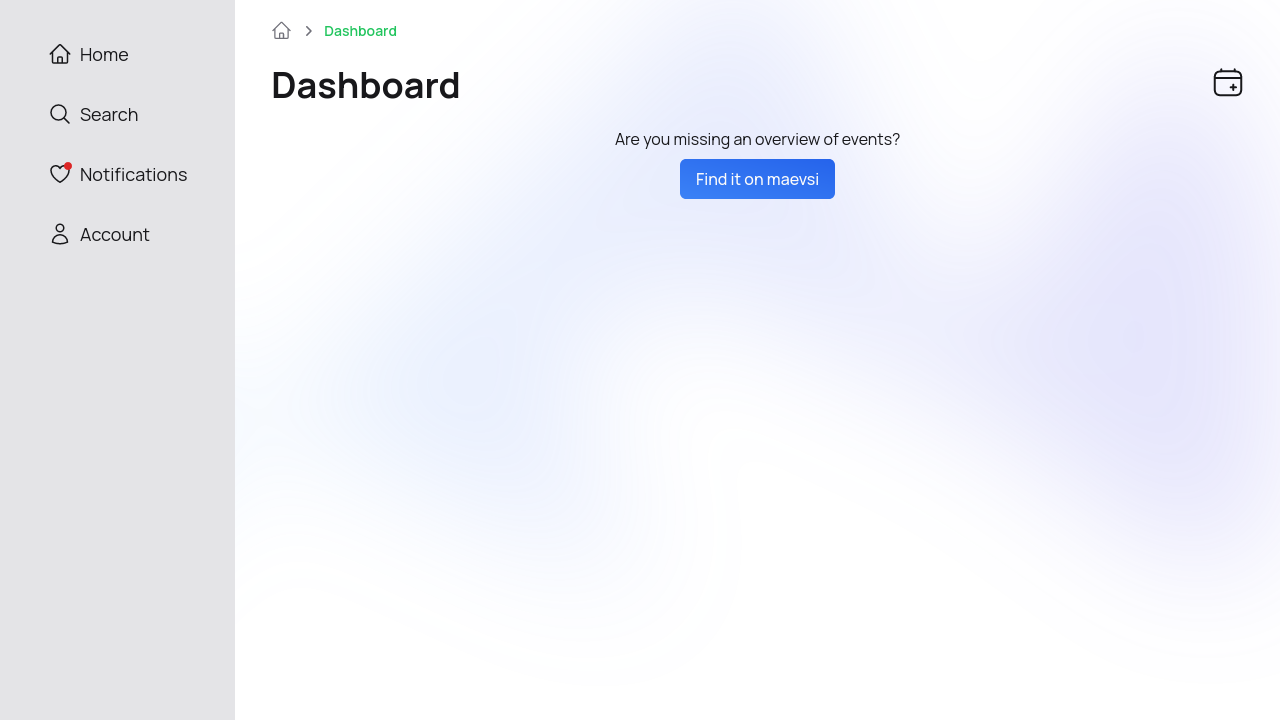 Home
Search
Notifications
Account
Dashboard
Dashboard
Are you missing an overview of events?
Find it on maevsi